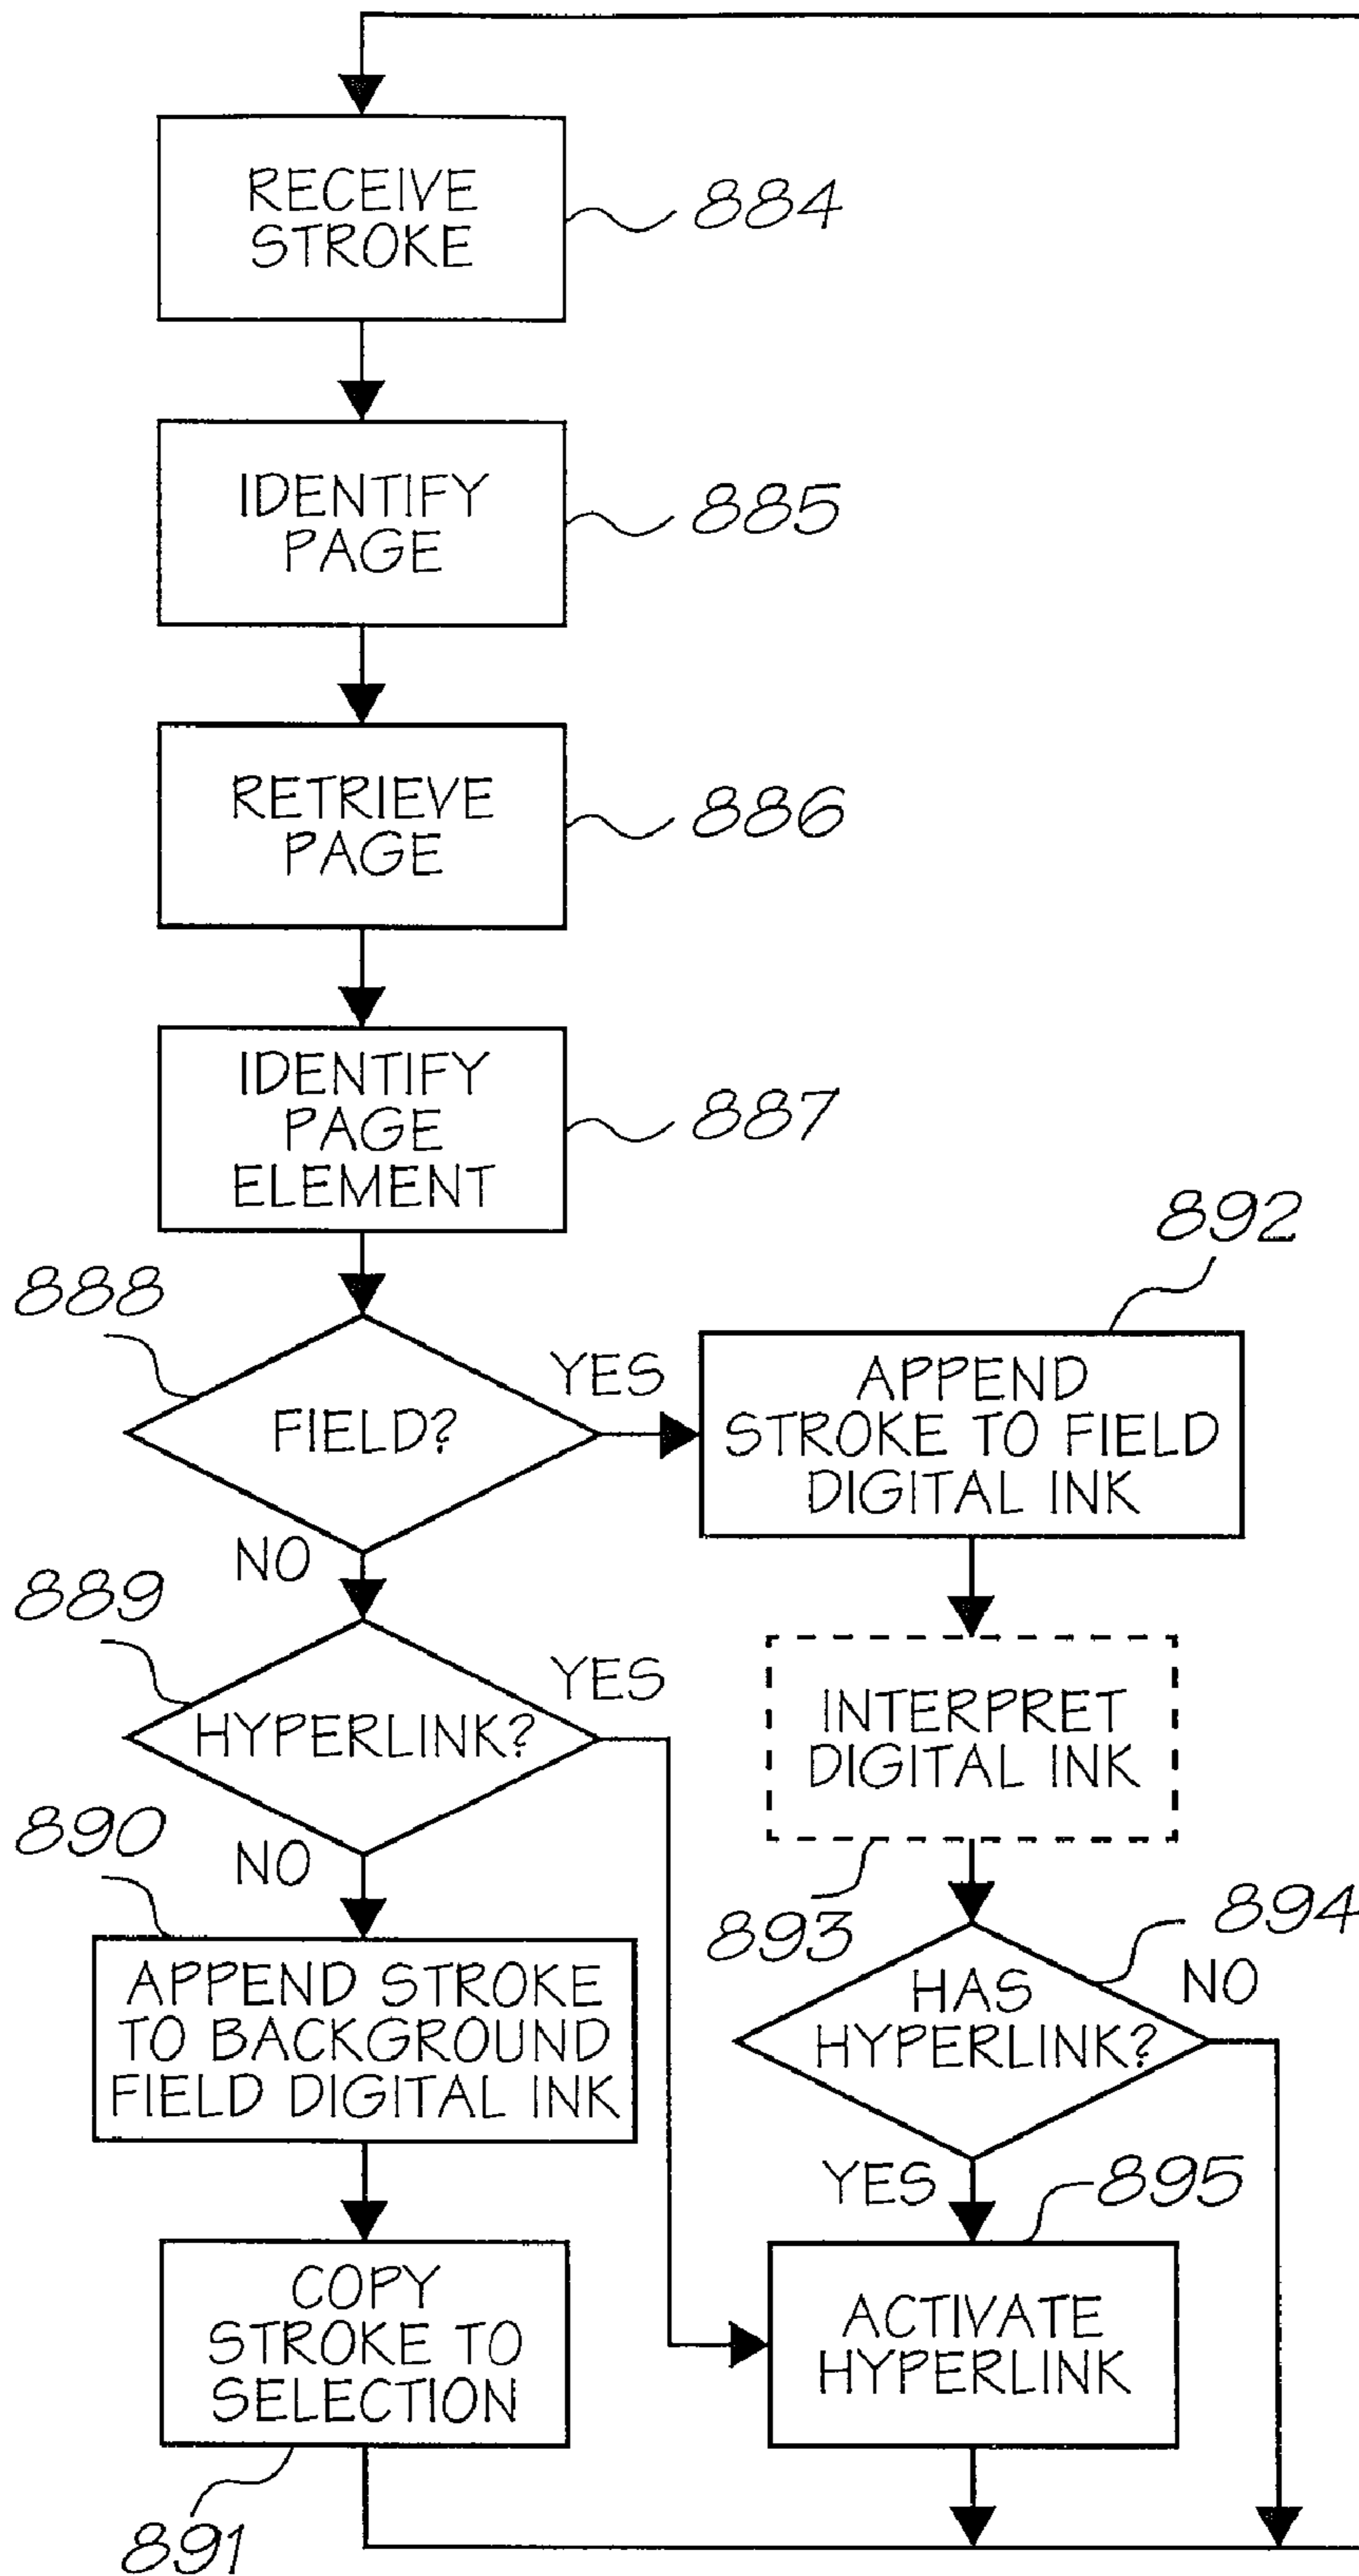 RECEIVE
STROKE
884
IDENTIFY
PAGE
885
RETRIEVE
PAGE
886
IDENTIFY
PAGE
ELEMENT
887
888
FIELD?
YES
NO
892
APPEND
STROKE TO FIELD
DIGITAL INK
889
HYPERLINK?
YES
NO
INTERPRET
DIGITAL INK
893
890
APPEND STROKE
TO BACKGROUND
FIELD DIGITAL INK
894
HAS
HYPERLINK?
NO
YES
COPY
STROKE TO
SELECTION
891
895
ACTIVATE
HYPERLINK